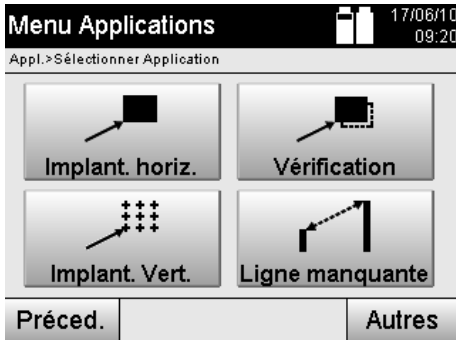 Menu Applications
17/06/10
09:20
Appl.>Sélectionner Application
Implant. horiz.
Vérification
Implant. Vert.
Ligne manquante
Préced.
Autres